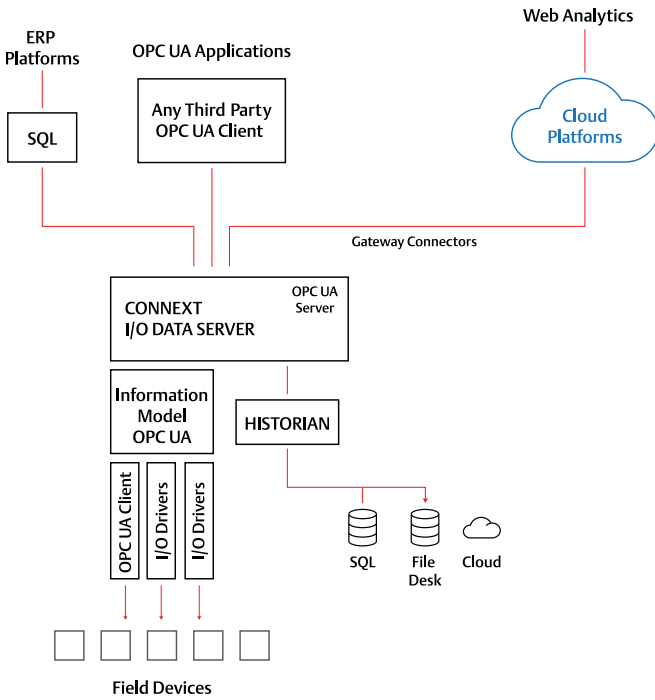 Web Analytics
ERP
Platforms
OPC UA Applications
Any Third Party
OPC UA Client
SQL
Cloud
Platforms
Gateway Connectors
CONNEXT
I/O DATA SERVER
OPC UA
Server
Information
Model
OPC UA
HISTORIAN
OPC UA Client
I/O Drivers
I/O Drivers
SQL
File
Desk
Cloud
Field Devices